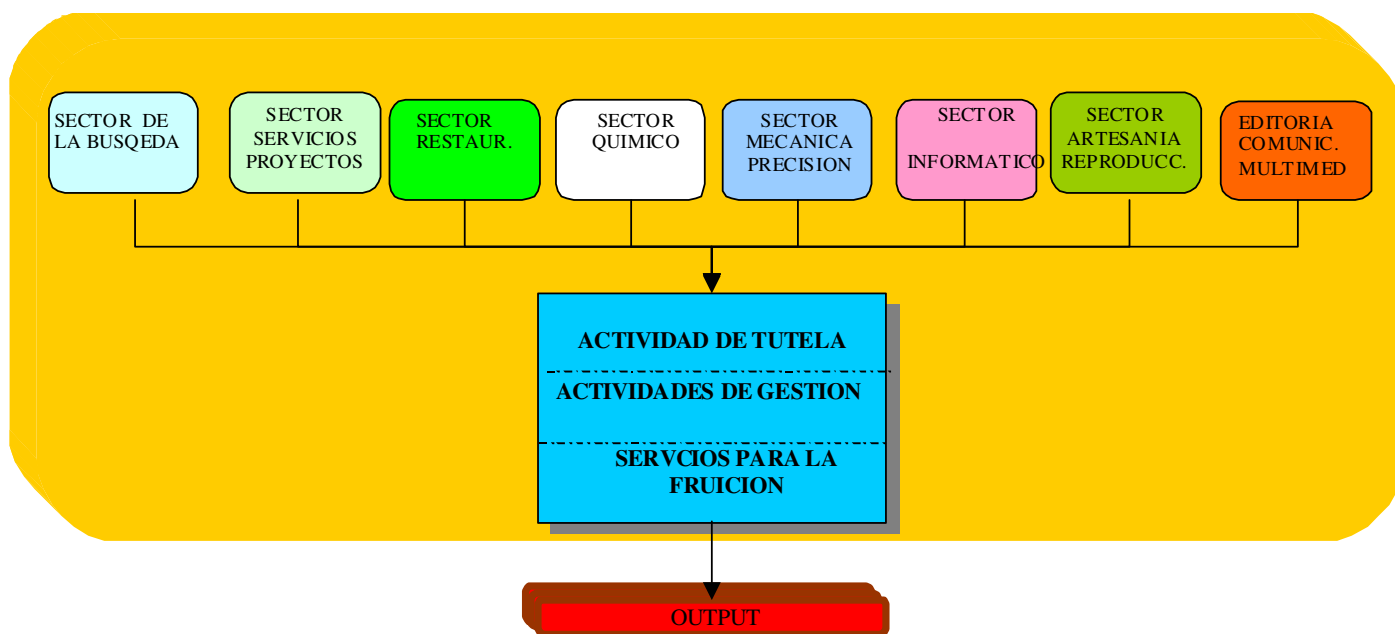 SECTOR DE
LA BUSQEDA
SECTOR
SERVICIOS
PROYECTOS
SECTOR
RESTAUR.
SECTOR
QUIMICO
SECTOR
MECANICA
PRECISION
SECTOR
INFORMATICO
SECTOR
ARTESANIA
REPRODUCC.
EDITORIA
COMUNIC.
MULTIMED
ACTIVIDAD DE TUTELA
ACTIVIDADES DE GESTION
SERVCIOS PARA LA
FRUICION
OUTPUT